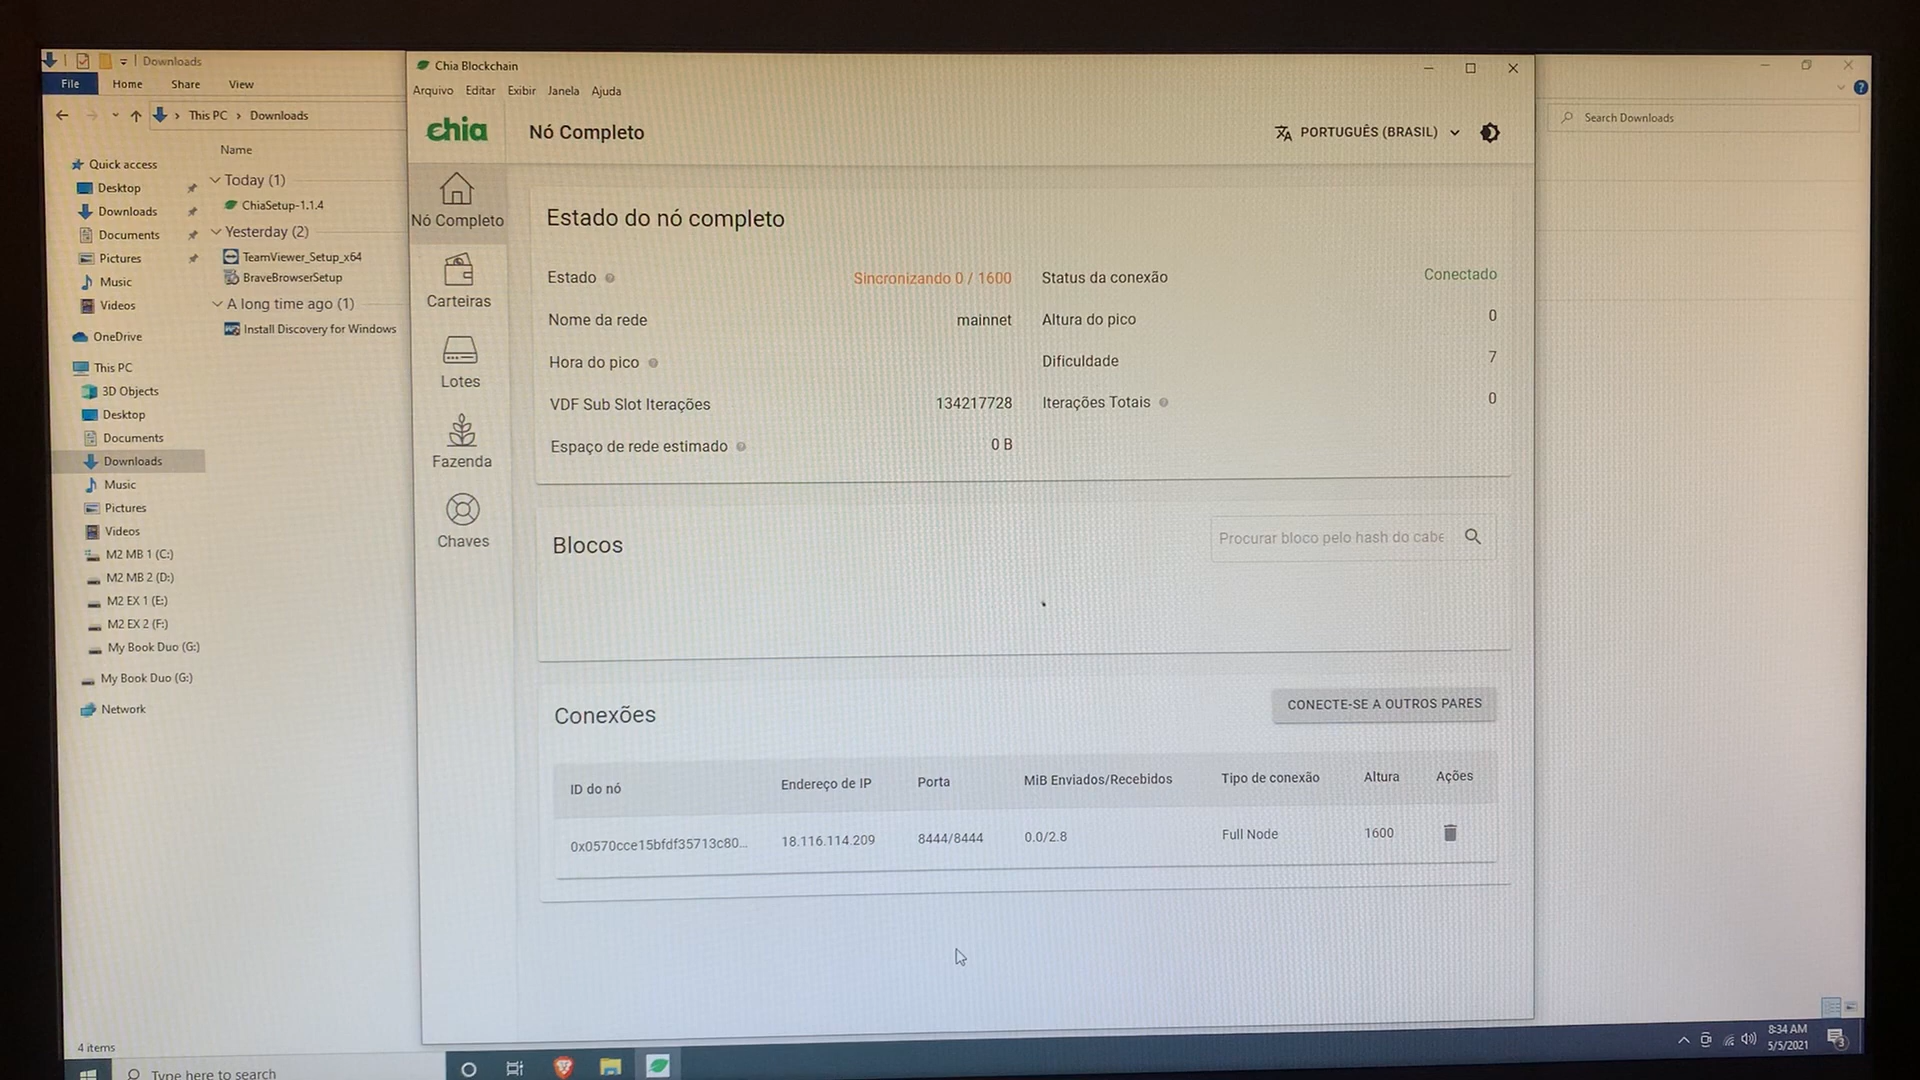 Downloads
File
Home
Share
View
This PC
Downloads
Quick access
Desktop
Downloads
Documents
Pictures
Music
Videos
OneDrive
This PC
3D Objects
Desktop
Documents
Downloads
Music
Pictures
Videos
M2 MB 1 (C:)
M2 MB 2 (D:)
M2 EX 1 (E:)
M2 EX 2 (F:)
My Book Duo (G:)
My Book Duo (G:)
Network
4 items
Name
Today (1)
ChiaSetup-1.1.4
Yesterday (2)
TeamViewer_Setup_x64
BraveBrowserSetup
A long time ago (1)
Install Discovery for Windows
Search Downloads
Chia Blockchain
Arquivo Editar Exibir Janela Ajuda
chia
Nó Completo
PORTUGUÊS (BRASIL)
Nó Completo
Carteiras
Lotes
Fazenda
Chaves
Estado do nó completo
Estado Sincronizando 0 / 1600 Status da conexão Conectado
Nome da rede mainnet Altura do pico 0
Hora do pico Dificuldade 7
VDF Sub Slot Iterações 134217728 Iterações Totais 0
Espaço de rede estimado 0 B
Blocos
Procurar bloco pelo hash do cabe
Conexões
CONECTE-SE A OUTROS PARES
ID do nó Endereço de IP Porta MiB Enviados/Recebidos Tipo de conexão Altura Ações
0x0570cce15bfdf35713c80... 18.116.114.209 8444/8444 0.0/2.8 Full Node 1600
Type here to search
8:34 AM
5/5/2021
3